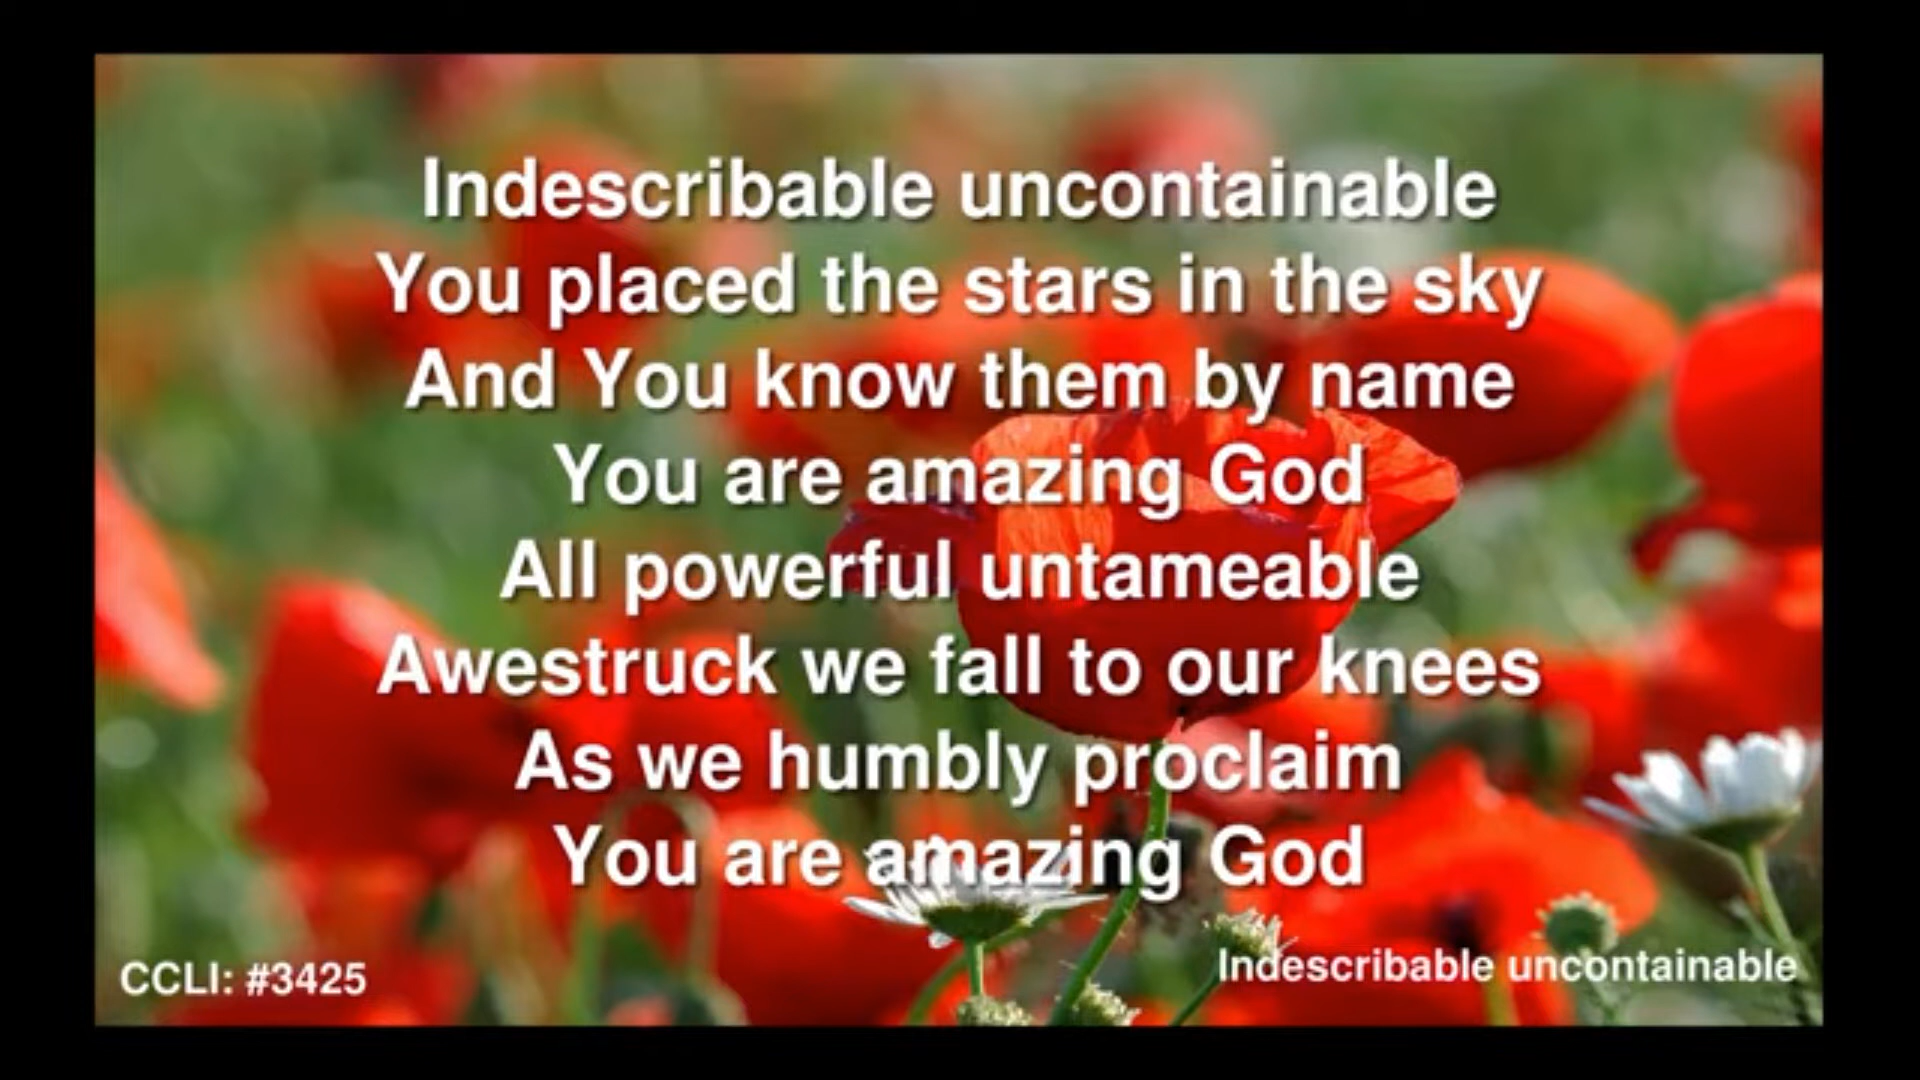 Indescribable uncontainable
You placed the stars in the sky
And You know them by name
You are amazing God
All powerful untameable
Awestruck we fall to our knees
As we humbly proclaim
You are amazing God
CCLI: #3425
Indescribable uncontainable